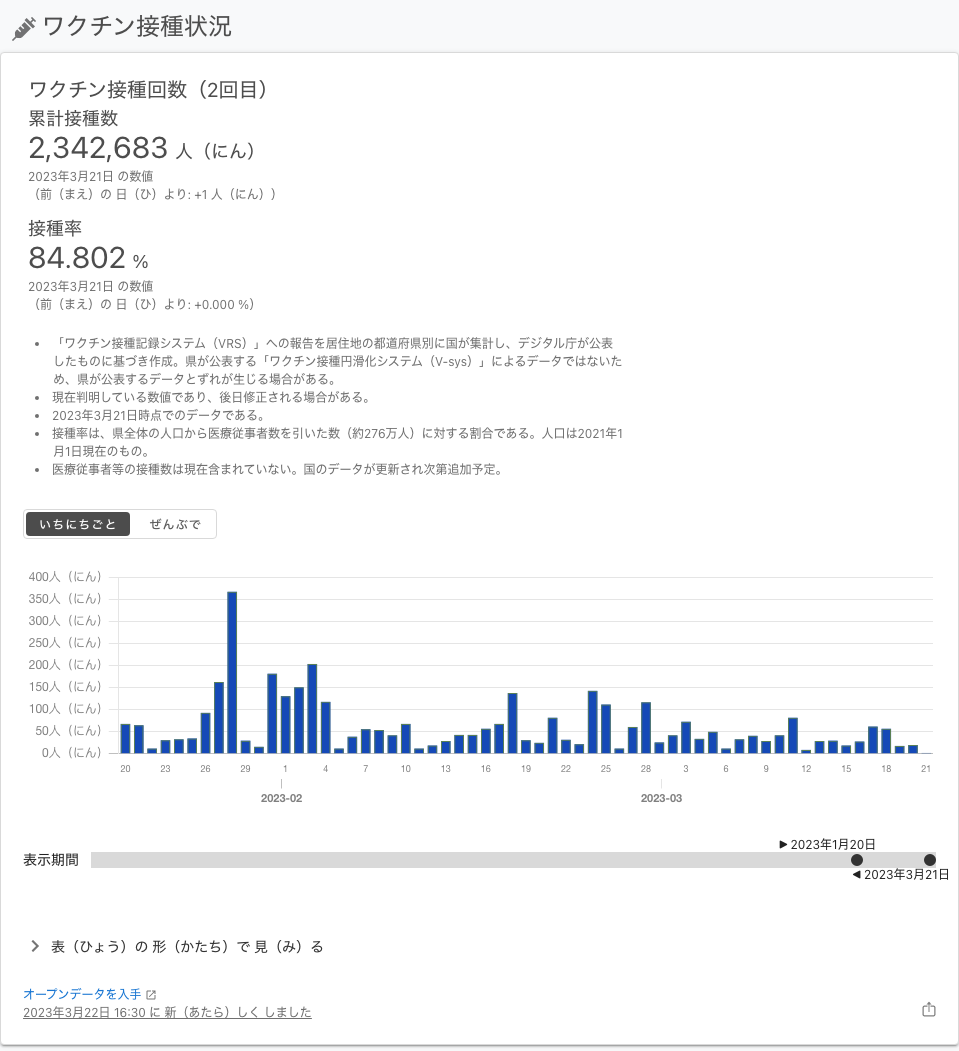 ワクチン接種状況
ワクチン接種回数（2回目）
累計接種数
2,342,683 人（にん）
2023年3月21日 の数値
（前（まえ）の 日（ひ）より: +1 人（にん））
接種率
84.802 %
2023年3月21日 の数値
（前（まえ）の 日（ひ）より: +0.000 %）
• 「ワクチン接種記録システム（VRS）」への報告を居住地の都道府県別に国が集計し、デジタル庁が公表
したものに基づき作成。県が公表する「ワクチン接種円滑化システム（V-sys）」によるデータではないた
め、県が公表するデータとずれが生じる場合がある。
• 現在判明している数値であり、後日修正される場合がある。
• 2023年3月21日時点でのデータである。
• 接種率は、県全体の人口から医療従事者数を引いた数（約276万人）に対する割合である。人口は2021年1
月1日現在のもの。
• 医療従事者等の接種数は現在含まれていない。国のデータが更新され次第追加予定。
いちにちごと ぜんぶで
400人（にん）
350人（にん）
300人（にん）
250人（にん）
200人（にん）
150人（にん）
100人（にん）
50人（にん）
0人（にん）
20 23 26 29 1 4 7 10 13 16 19 22 25 28 3 6 9 12 15 18 21
2023-02 2023-03
2023年1月20日
表示期間
2023年3月21日
表（ひょう）の 形（かたち）で 見（み）る
オープンデータを入手
2023年3月22日 16:30 に 新（あたら）しく しました